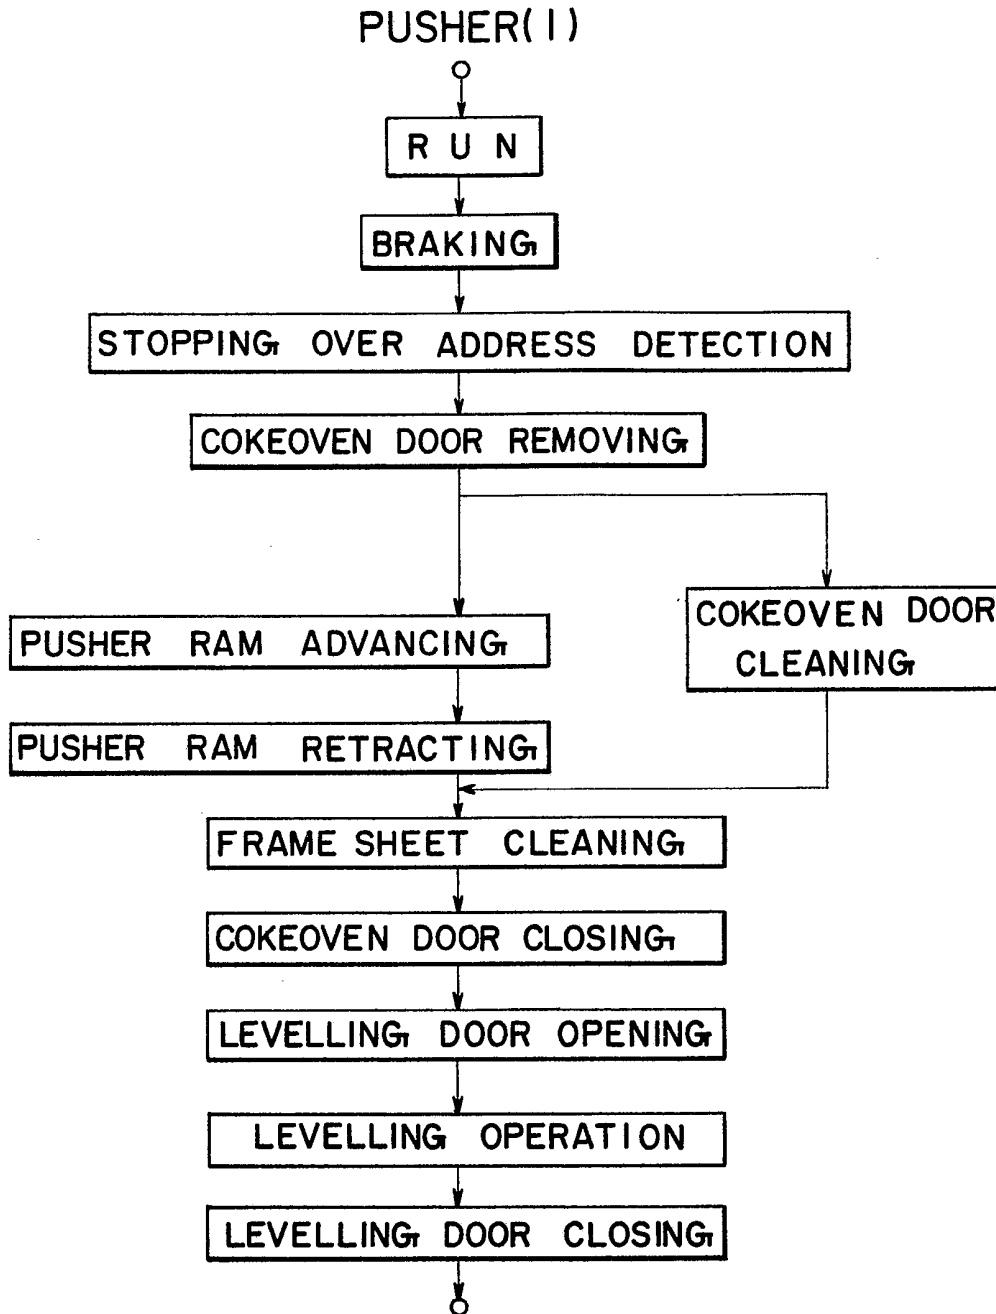 PUSHER(1)
RUN
BRAKING
STOPPING OVER ADDRESS DETECTION
COKEOVEN DOOR REMOVING
COKEOVEN DOOR
CLEANING
PUSHER RAM ADVANCING
PUSHER RAM RETRACTING
FRAME SHEET CLEANING
COKEOVEN DOOR CLOSING
LEVELLING DOOR OPENING
LEVELLING OPERATION
LEVELLING DOOR CLOSING